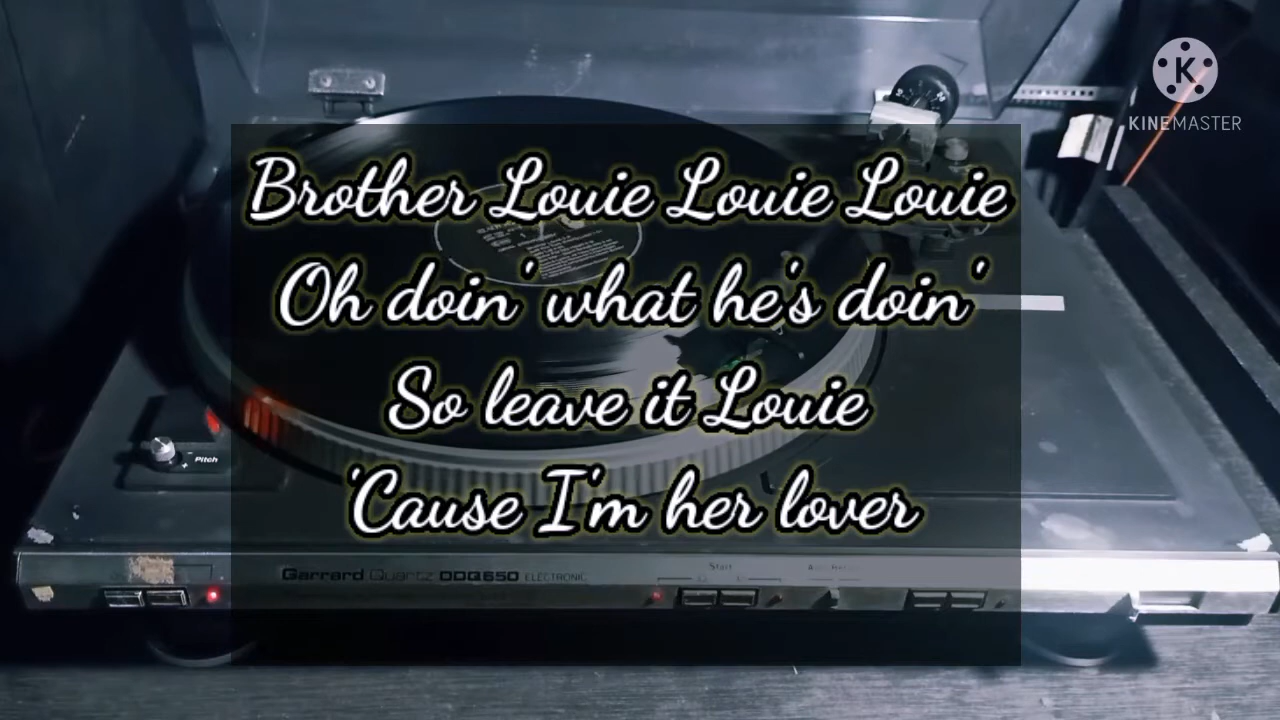 KINEMASTER
Brother Louie Louie Louie
Oh doin' what he's doin'
So leave it Louie
'Cause I'm her lover
Pitch
Garrard Quartz DDQ650 ELECTRONIC
Start